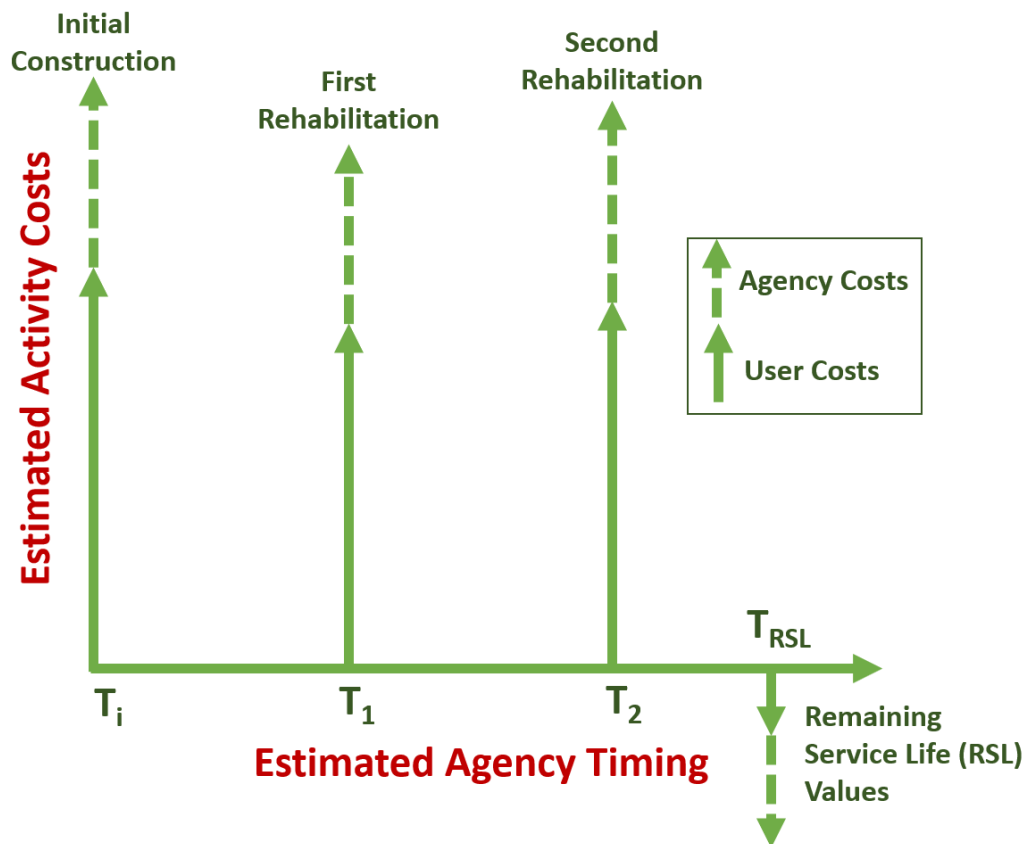 Initial
Construction
First
Rehabilitation
Second
Rehabilitation
Estimated Activity Costs
Agency Costs
User Costs
TRSL
Ti
T1
T2
Estimated Agency Timing
Remaining
Service Life (RSL)
Values